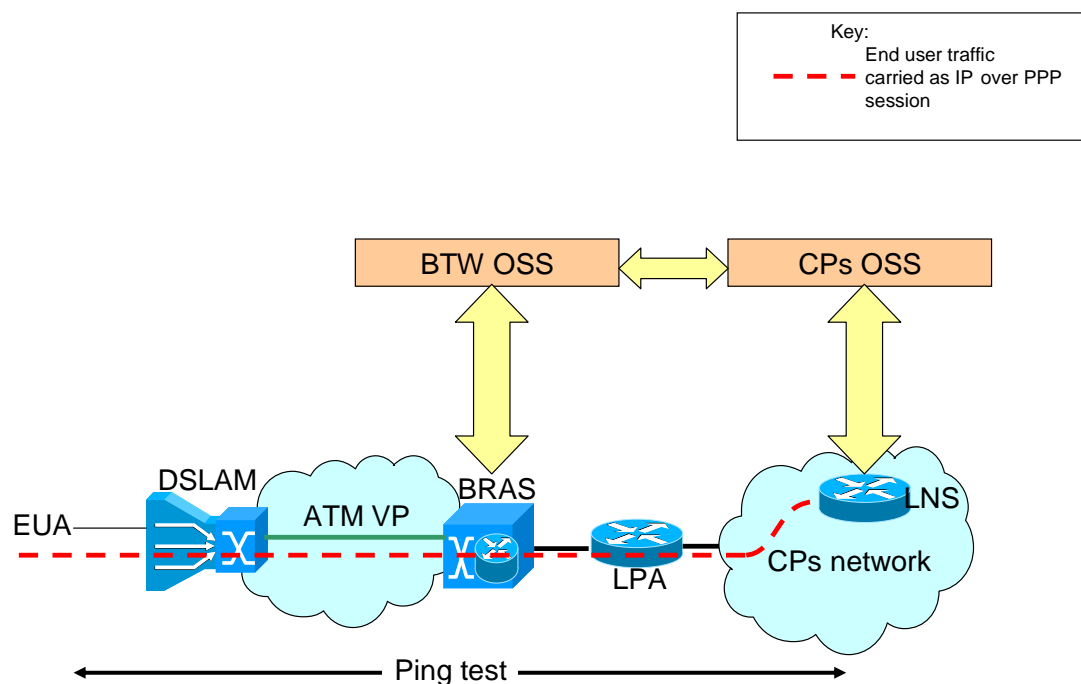 Key:
End user traffic
carried as IP over PPP
session
BTW OSS
CPs OSS
DSLAM
BRAS
LNS
EUA
ATM VP
LPA
CPs network
Ping test